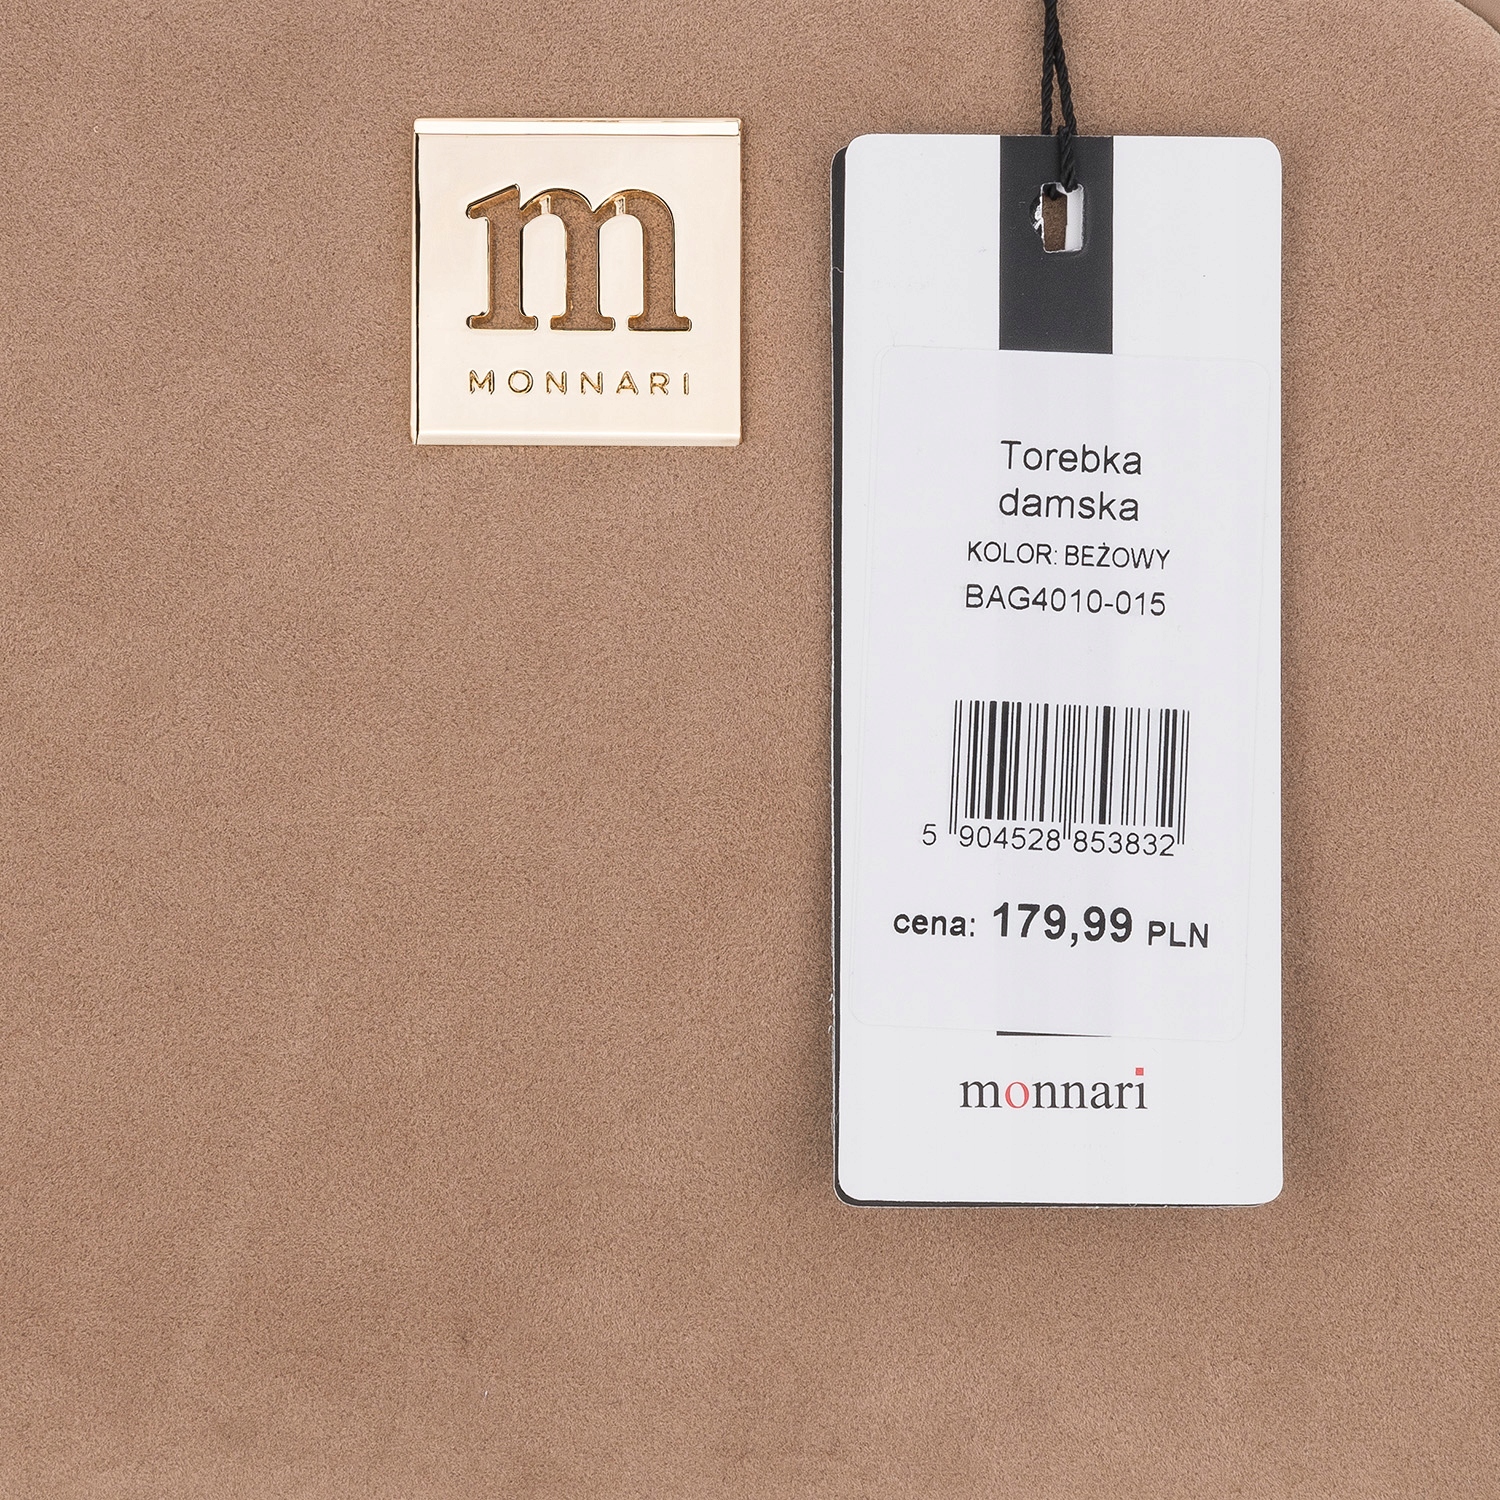 m
MONNARI
Torebka
damska
KOLOR: BEŻOWY
BAG4010-015
5 904528 853832
cena: 179,99 PLN
monnari